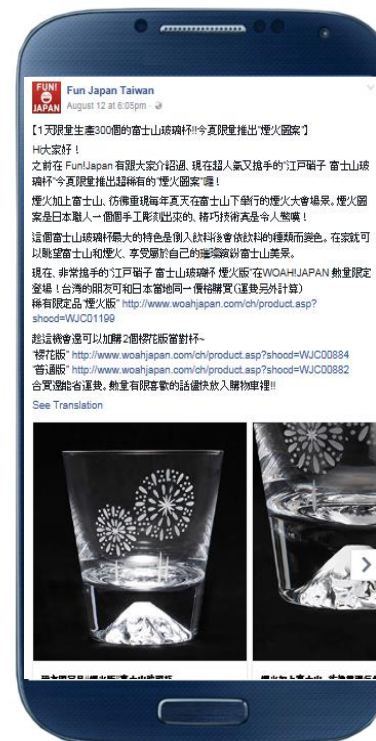 FUN!
JAPAN
Fun Japan Taiwan
August 12 at 6:05pm
【1天限量生產300個的富士山玻璃杯!!今夏限量推出"煙火圖案"】
Hi大家好！
之前在 Fun!Japan 有跟大家介紹過、現在超人氣又搶手的"江戶硝子 富士山玻
璃杯"今夏限量推出超稀有的"煙火圖案"囉！
煙火加上富士山、彷彿重現每年夏天在富士山下舉行的煙火大會場景。煙火圖
案是日本職人一個個手工彫刻出來的、精巧技術真是令人驚嘆！
這個富士山玻璃杯最大的特色是倒入飲料後會依飲料的種類而變色。在家就可
以眺望富士山和煙火、享受屬於自己的璀璨繽紛富士山美景。
現在、非常搶手的"江戶硝子 富士山玻璃杯 煙火版"在WOAH!JAPAN 數量限定
登場！台灣的朋友可和日本當地同一價格購買(運費另外計算)
稀有限定品"煙火版" http://www.woahjapan.com/ch/product.asp?
shocd=WJC01199
趁這機會還可以加購2個櫻花版當對杯~
"櫻花版" http://www.woahjapan.com/ch/product.asp?shocd=WJC00884
"普通版" http://www.woahjapan.com/ch/product.asp?shocd=WJC00882
合買還能省運費。數量有限喜歡的話儘快放入購物車裡!!
See Translation